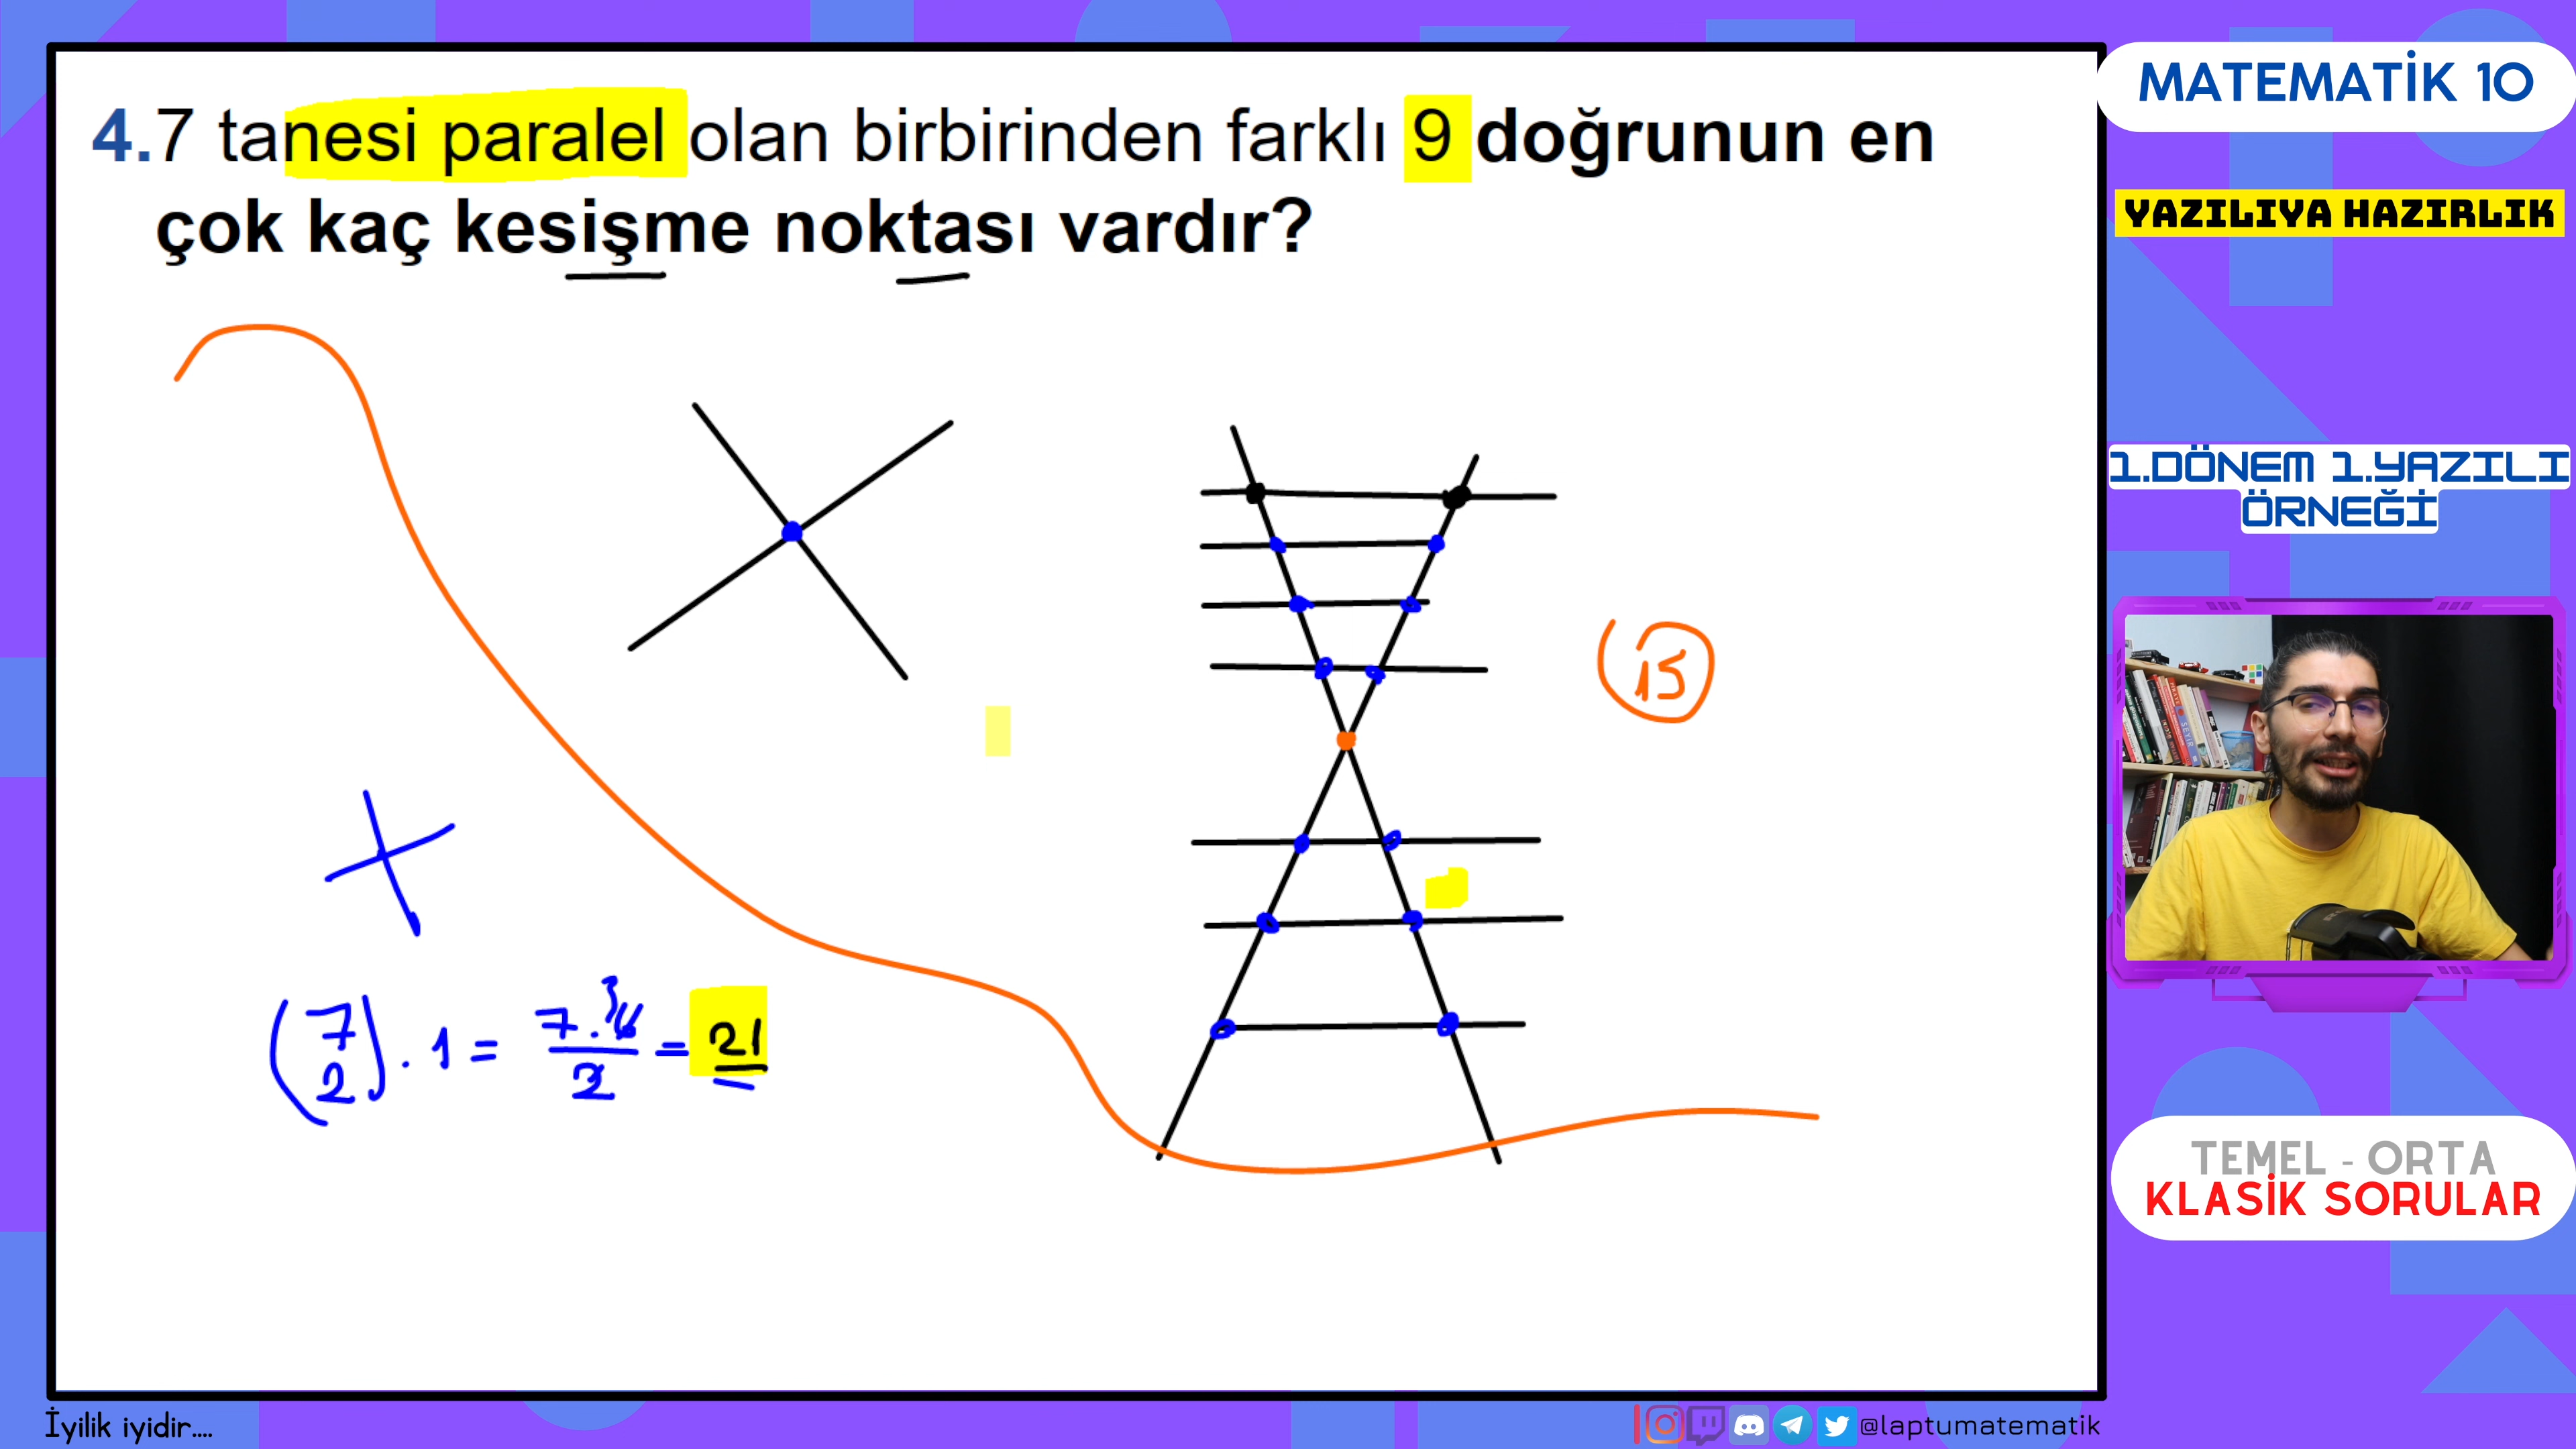 4.7 tanesi paralel olan birbirinden farklı 9 doğrunun en
çok kaç kesişme noktası vardır?
15
(7 2) . 1 = 7.6 3 / 2 = 21
MATEMATİK 10
YAZILIYA HAZIRLIK
1.DÖNEM 1.YAZILI
ÖRNEĞİ
TEMEL - ORTA
KLASİK SORULAR
İyilik iyidir....
@laptumatematik